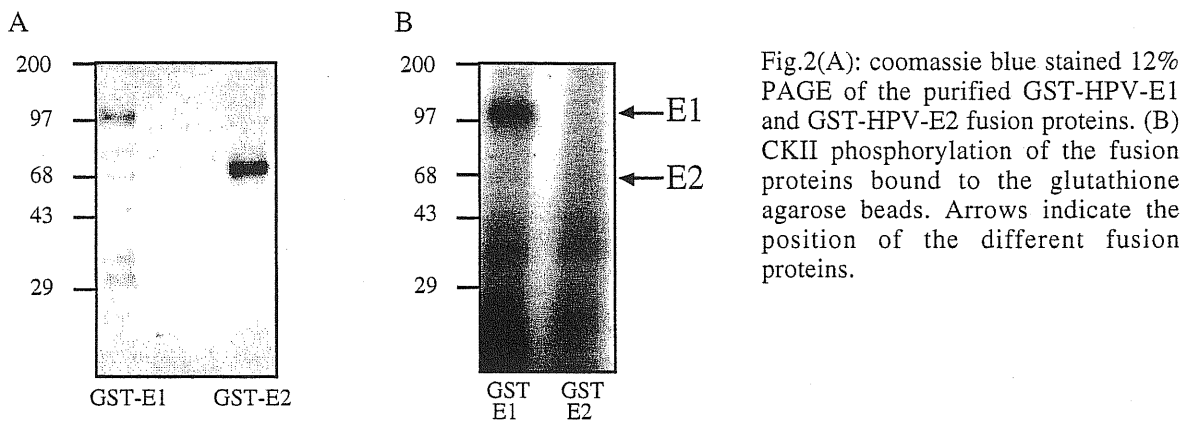 A
200
97
68
43
29
GST-E1 GST-E2
B
200
97
68
43
29
E1
E2
GST GST
E1 E2
Fig.2(A): coomassie blue stained 12%
PAGE of the purified GST-HPV-E1
and GST-HPV-E2 fusion proteins. (B)
CKII phosphorylation of the fusion
proteins bound to the glutathione
agarose beads. Arrows indicate the
position of the different fusion
proteins.